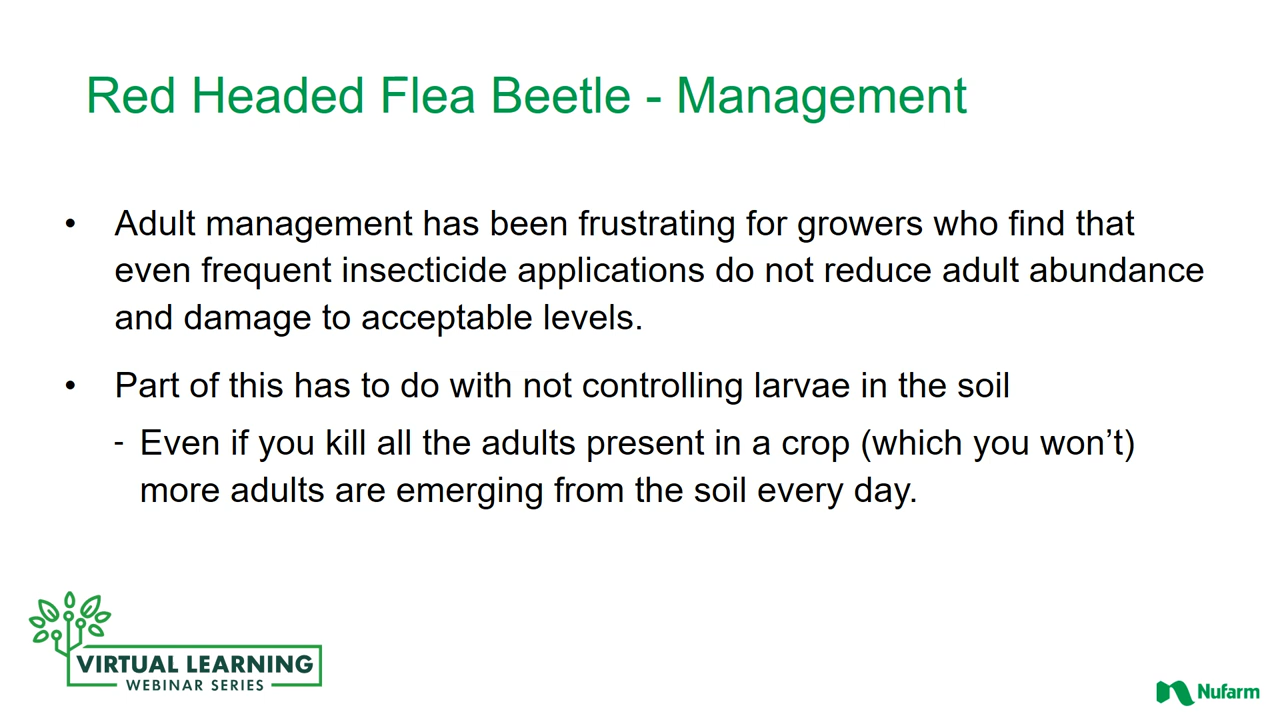 Red Headed Flea Beetle - Management
• Adult management has been frustrating for growers who find that
even frequent insecticide applications do not reduce adult abundance
and damage to acceptable levels.
• Part of this has to do with not controlling larvae in the soil
- Even if you kill all the adults present in a crop (which you won’t)
more adults are emerging from the soil every day.
VIRTUAL LEARNING
WEBINAR SERIES
Nufarm